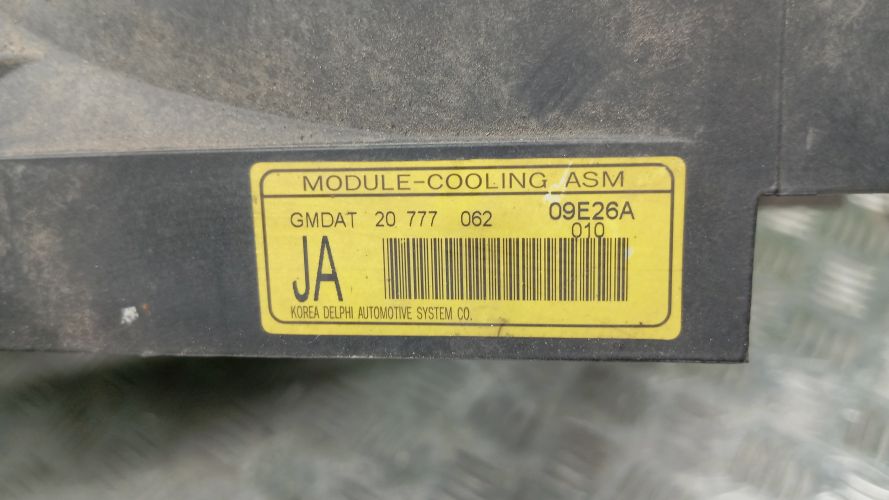 MODULE-COOLING ASM
GMDAT 20 777 062 09E26A
010
JA
KOREA DELPHI AUTOMOTIVE SYSTEM CO.